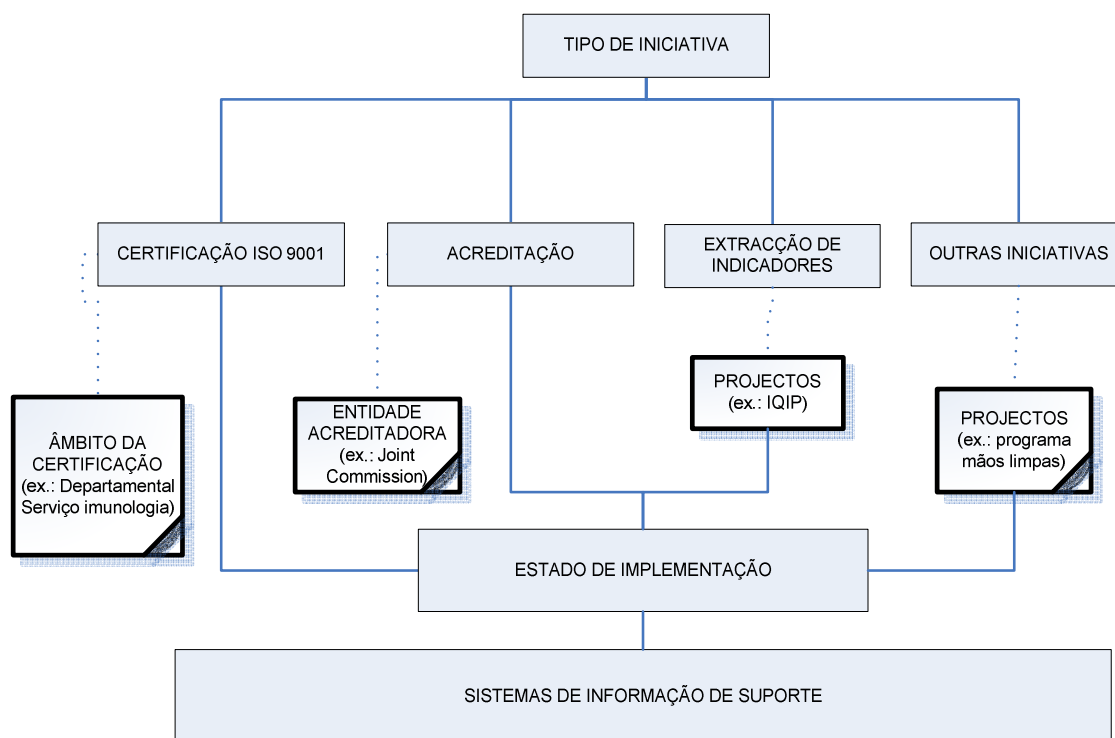 TIPO DE INICIATIVA
CERTIFICAÇÃO ISO 9001
ACREDITAÇÃO
EXTRACÇÃO DE
INDICADORES
OUTRAS INICIATIVAS
ÂMBITO DA
CERTIFICAÇÃO
(ex.: Departamental
Serviço imunologia)
ENTIDADE
ACREDITADORA
(ex.: Joint
Commission)
PROJECTOS
(ex.: IQIP)
PROJECTOS
(ex.: programa
mãos limpas)
ESTADO DE IMPLEMENTAÇÃO
SISTEMAS DE INFORMAÇÃO DE SUPORTE